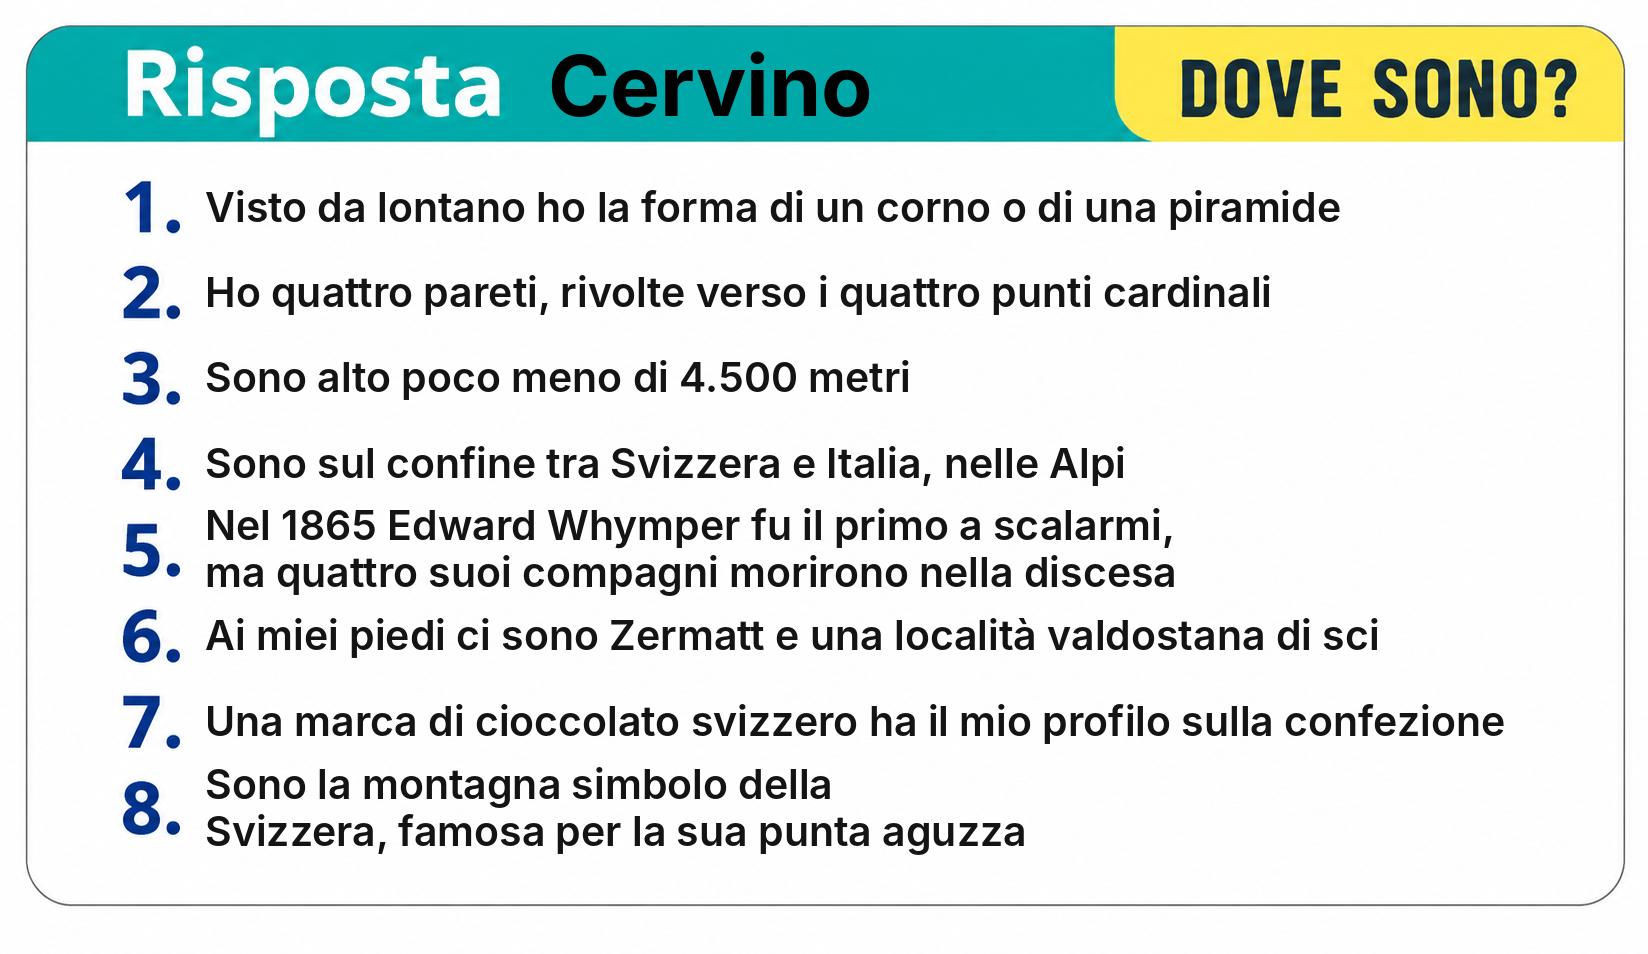 Risposta Cervino
DOVE SONO?
1. Visto da lontano ho la forma di un corno o di una piramide
2. Ho quattro pareti, rivolte verso i quattro punti cardinali
3. Sono alto poco meno di 4.500 metri
4. Sono sul confine tra Svizzera e Italia, nelle Alpi
5. Nel 1865 Edward Whymper fu il primo a scalarmi,
ma quattro suoi compagni morirono nella discesa
6. Ai miei piedi ci sono Zermatt e una località valdostana di sci
7. Una marca di cioccolato svizzero ha il mio profilo sulla confezione
8. Sono la montagna simbolo della
Svizzera, famosa per la sua punta aguzza